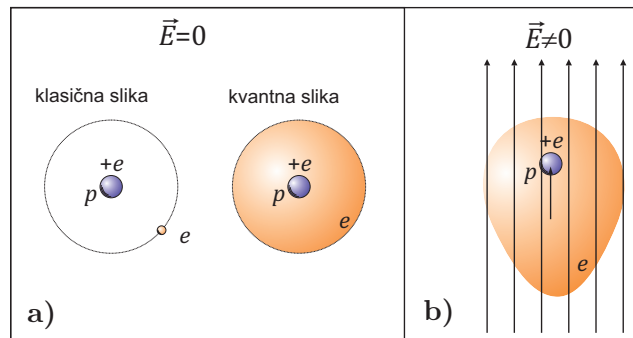 E⃗=0
klasična slika
kvantna slika
+e
p
e
+e
p
e
a)
E⃗≠0
+e
p
e
b)